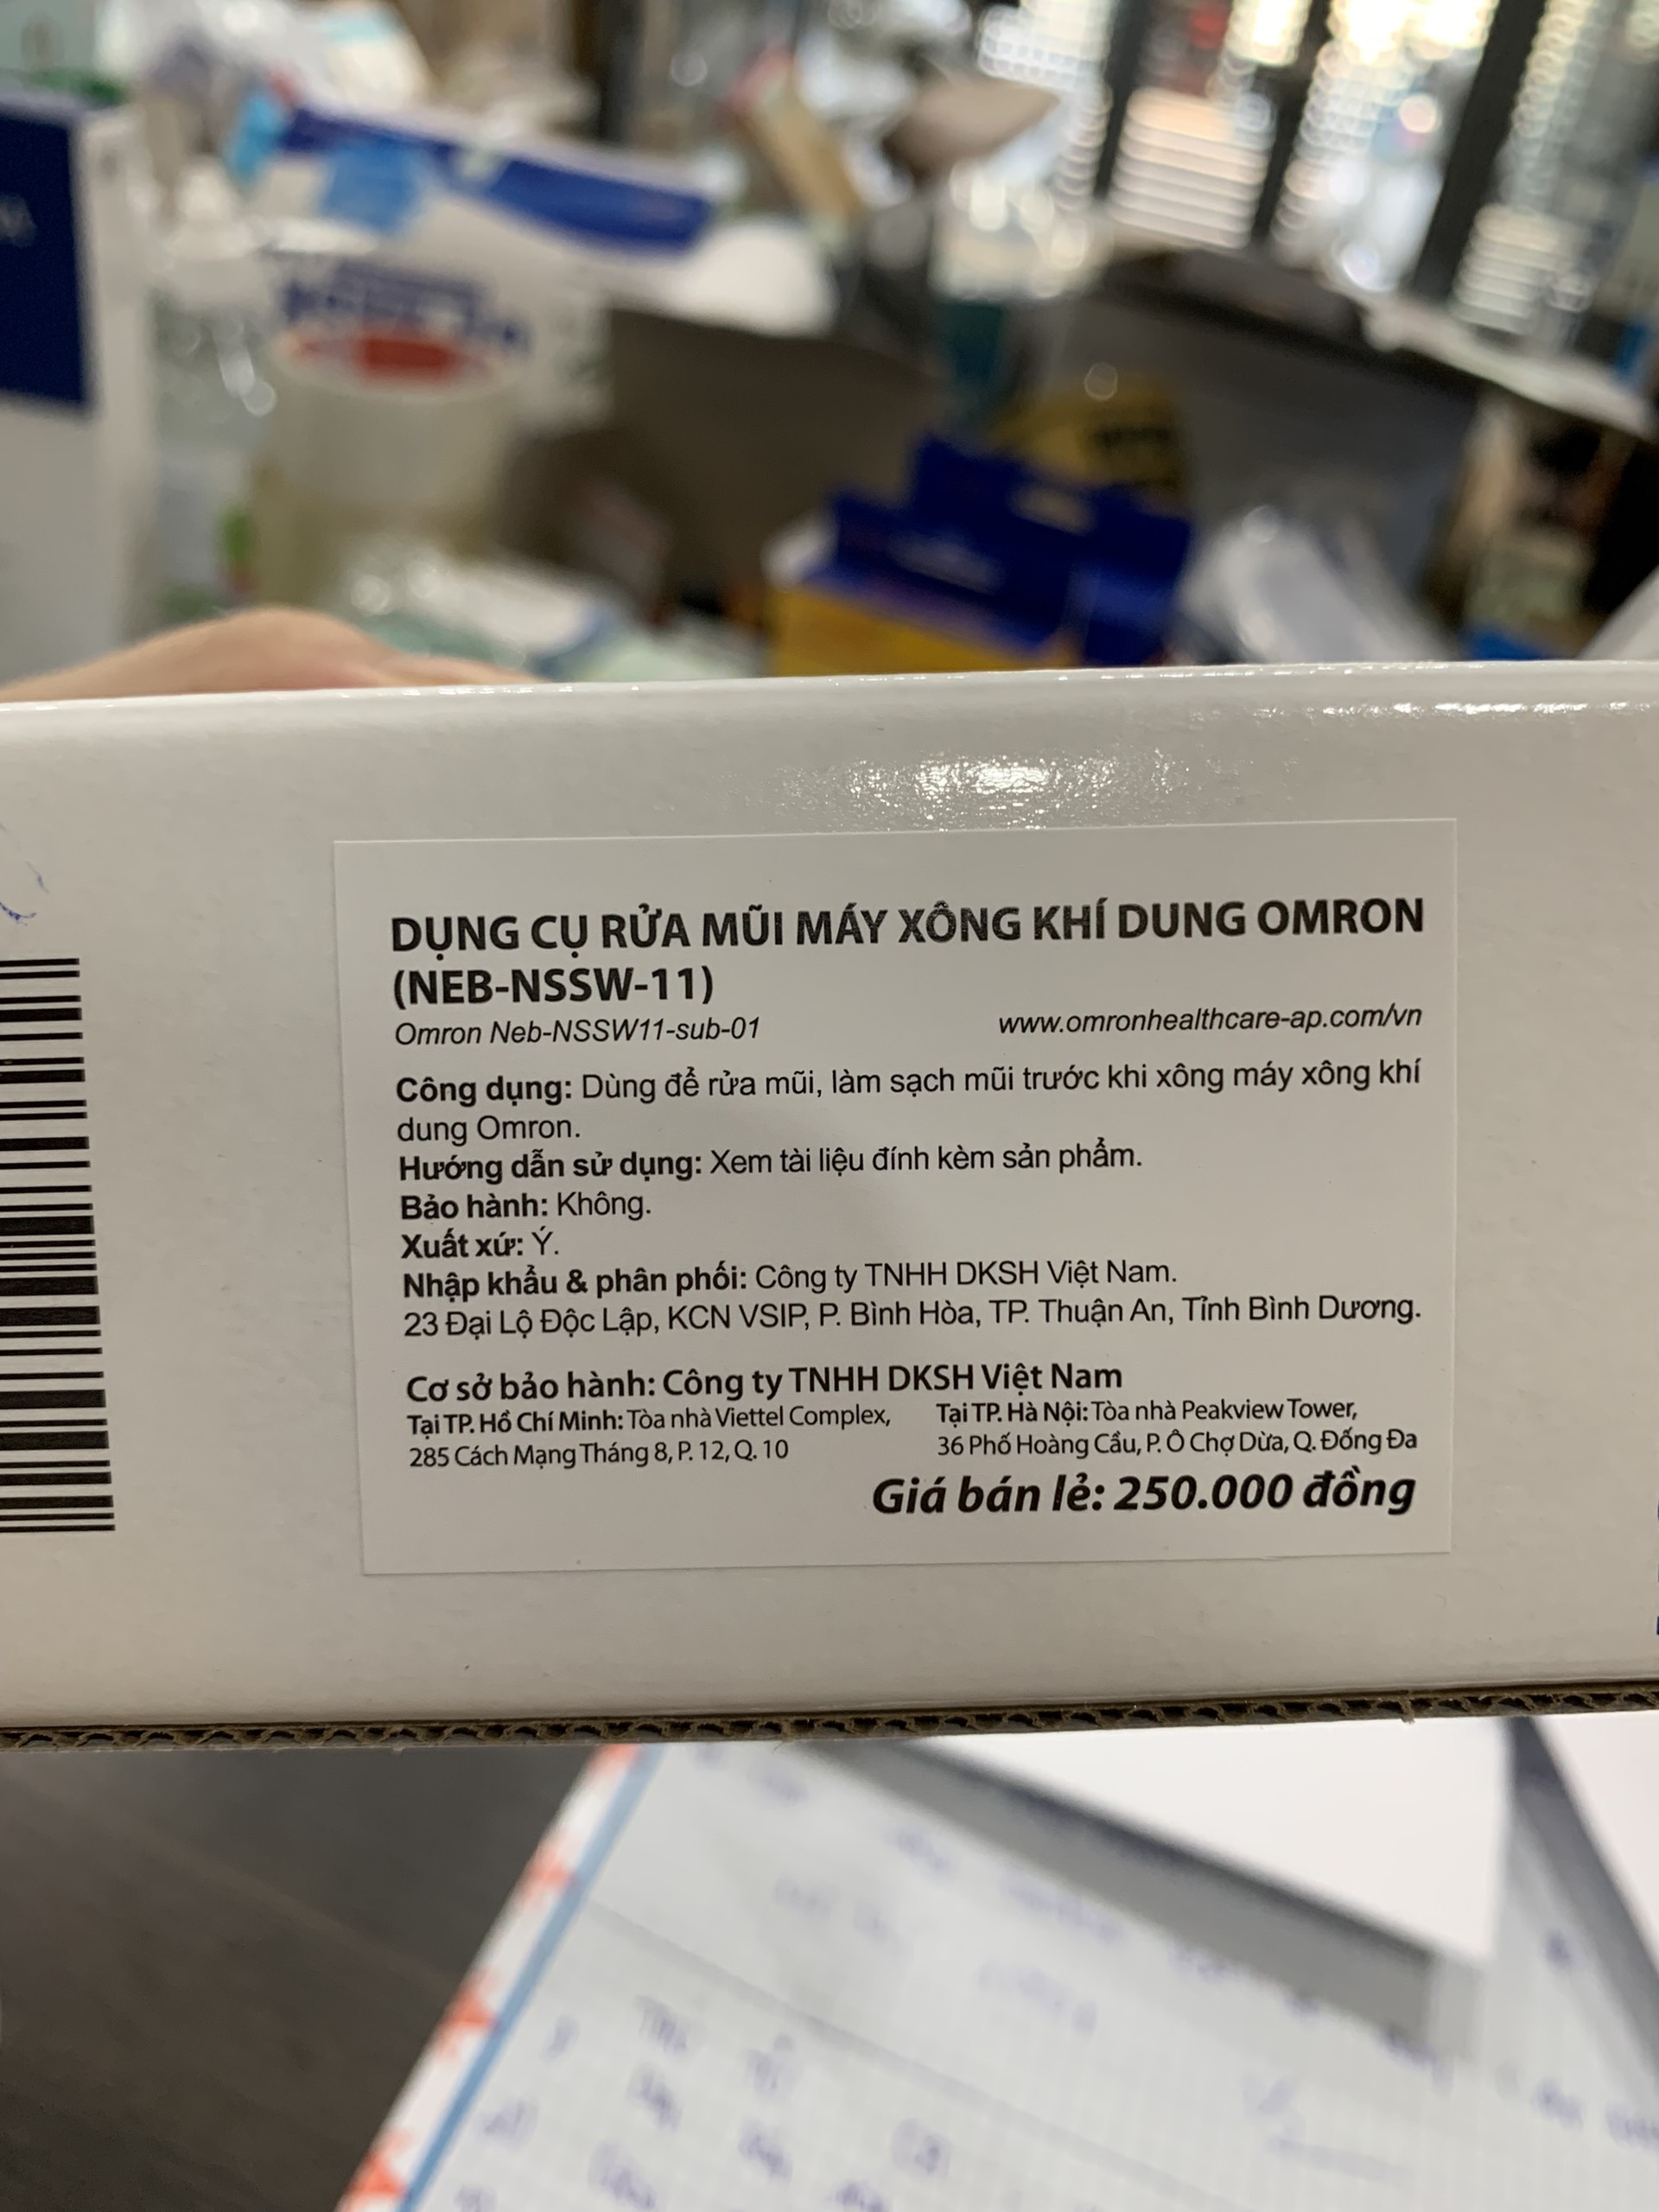 DỤNG CỤ RỬA MŨI MÁY XÔNG KHÍ DUNG OMRON
(NEB-NSSW-11)
Omron Neb-NSSW11-sub-01 www.omronhealthcare-ap.com/vn
Công dụng: Dùng để rửa mũi, làm sạch mũi trước khi xông máy xông khí
dung Omron.
Hướng dẫn sử dụng: Xem tài liệu đính kèm sản phẩm.
Bảo hành: Không.
Xuất xứ: Ý.
Nhập khẩu & phân phối: Công ty TNHH DKSH Việt Nam.
23 Đại Lộ Độc Lập, KCN VSIP, P. Bình Hòa, TP. Thuận An, Tỉnh Bình Dương.
Cơ sở bảo hành: Công ty TNHH DKSH Việt Nam
Tại TP. Hồ Chí Minh: Tòa nhà Viettel Complex,
285 Cách Mạng Tháng 8, P. 12, Q. 10
Tại TP. Hà Nội: Tòa nhà Peakview Tower,
36 Phố Hoàng Cầu, P. Ô Chợ Dừa, Q. Đống Đa
Giá bán lẻ: 250.000 đồng